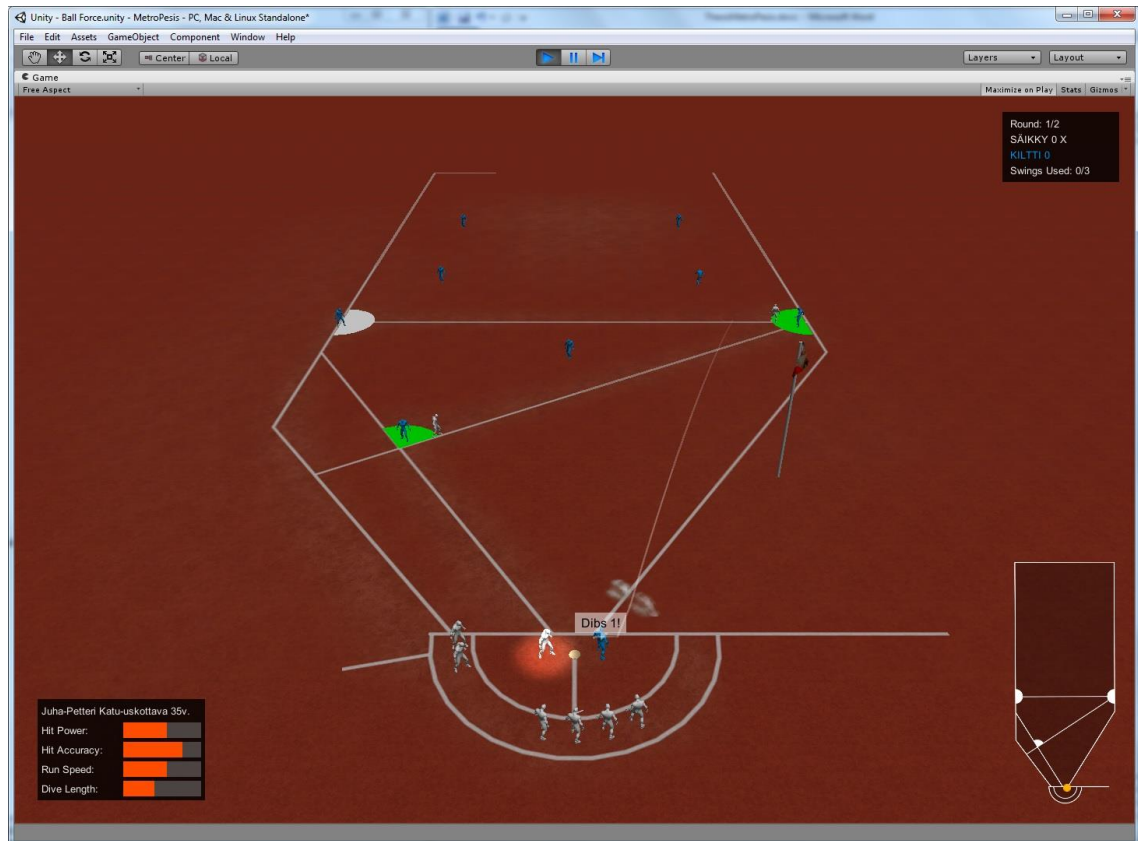 Unity - Ball Force.unity - MetroPesis - PC, Mac & Linux Standalone*
File Edit Assets GameObject Component Window Help
Center Local Layers Layout
Game
Free Aspect Maximize on Play Stats Gizmos
Round: 1/2
SÄIKKY 0 X
KILTTI 0
Swings Used: 0/3
Dibs 1!
Juha-Petteri Katu-uskottava 35v.
Hit Power:
Hit Accuracy:
Run Speed:
Dive Length: